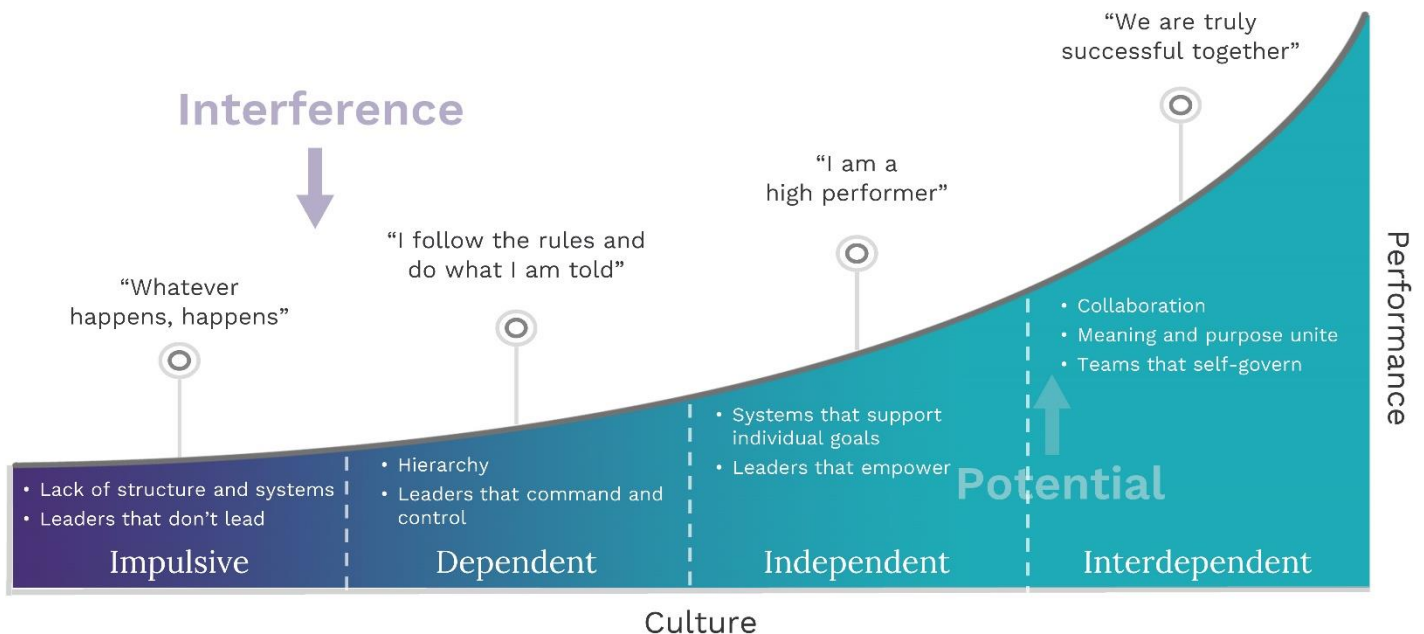 “We are truly
successful together”
Interference
“I am a
high performer”
“I follow the rules and
do what I am told”
“Whatever
happens, happens”
Performance
• Collaboration
• Meaning and purpose unite
• Teams that self-govern
• Systems that support
individual goals
• Leaders that empower
Potential
• Hierarchy
• Leaders that command and
control
• Lack of structure and systems
• Leaders that don’t lead
Impulsive
Dependent
Independent
Interdependent
Culture